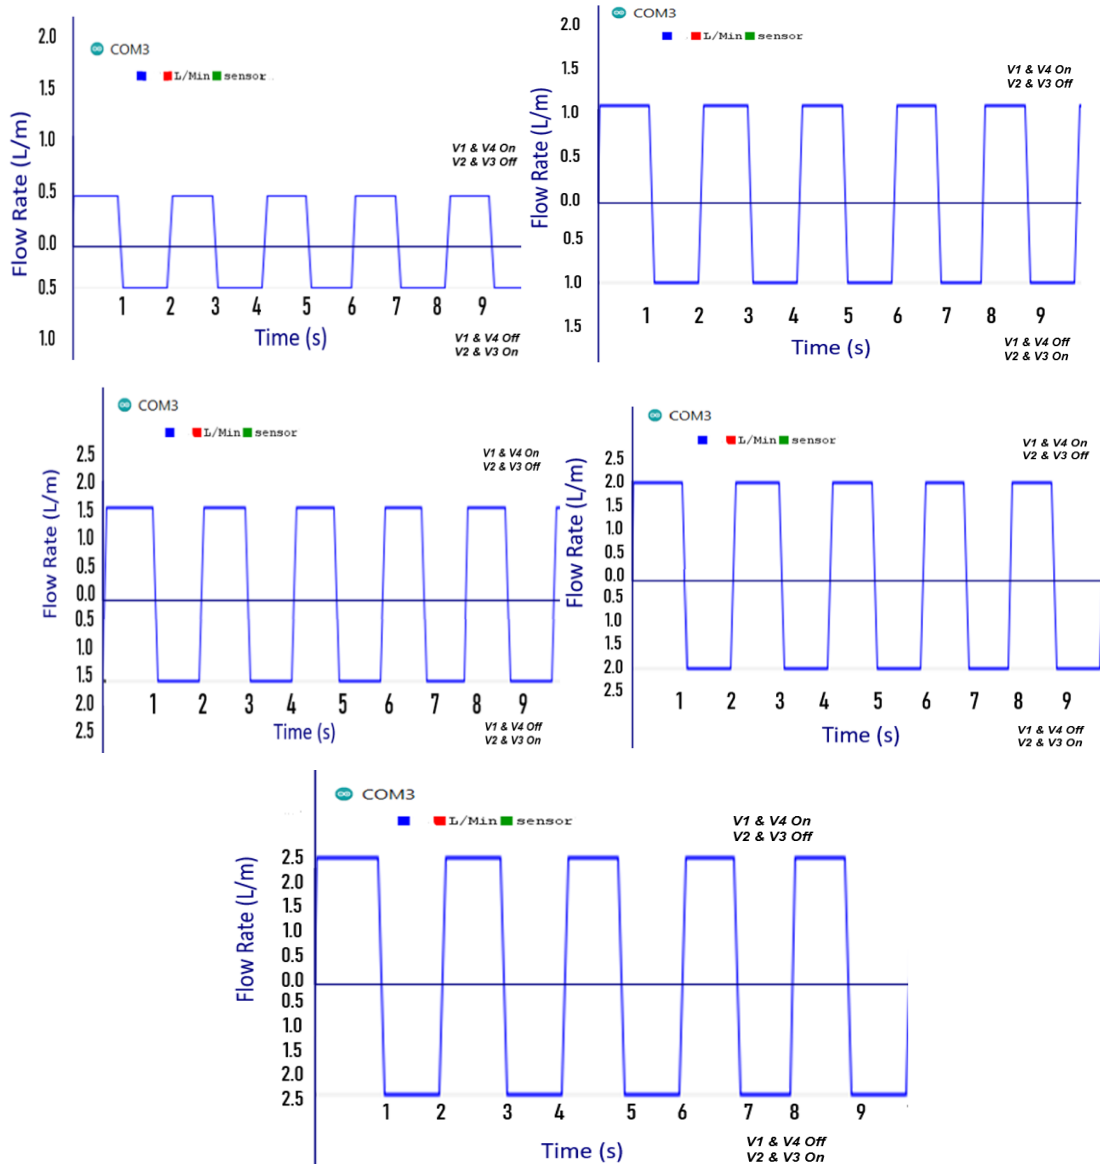 COM3
L/Min sensor
Flow Rate (L/m)
2.0
1.5
1.0
0.5
0.0
0.5
1.0
V1 & V4 On
V2 & V3 Off
1 2 3 4 5 6 7 8 9
Time (s)
V1 & V4 Off
V2 & V3 On
COM3
L/Min sensor
Flow Rate (L/m)
2.0
1.5
1.0
0.5
0.0
0.5
1.0
1.5
V1 & V4 On
V2 & V3 Off
1 2 3 4 5 6 7 8 9
Time (s)
V1 & V4 Off
V2 & V3 On
COM3
L/Min sensor
Flow Rate (L/m)
2.5
2.0
1.5
1.0
0.5
0.0
0.5
1.0
1.5
2.0
2.5
V1 & V4 On
V2 & V3 Off
1 2 3 4 5 6 7 8 9
Time (s)
V1 & V4 Off
V2 & V3 On
COM3
L/Min sensor
Flow Rate (L/m)
2.5
2.0
1.5
1.0
0.5
0.0
0.5
1.0
1.5
2.0
2.5
V1 & V4 On
V2 & V3 Off
1 2 3 4 5 6 7 8 9
Time (s)
V1 & V4 Off
V2 & V3 On
COM3
L/Min sensor
Flow Rate (L/m)
2.5
2.0
1.5
1.0
0.5
0.0
0.5
1.0
1.5
2.0
2.5
V1 & V4 On
V2 & V3 Off
1 2 3 4 5 6 7 8 9
Time (s)
V1 & V4 Off
V2 & V3 On